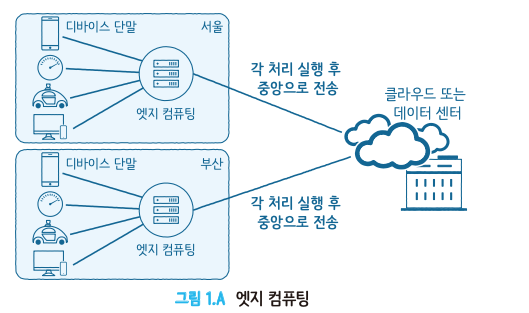 디바이스 단말
서울
엣지 컴퓨팅
각 처리 실행 후
중앙으로 전송
클라우드 또는
데이터 센터
디바이스 단말
부산
엣지 컴퓨팅
각 처리 실행 후
중앙으로 전송
그림 1.A 엣지 컴퓨팅